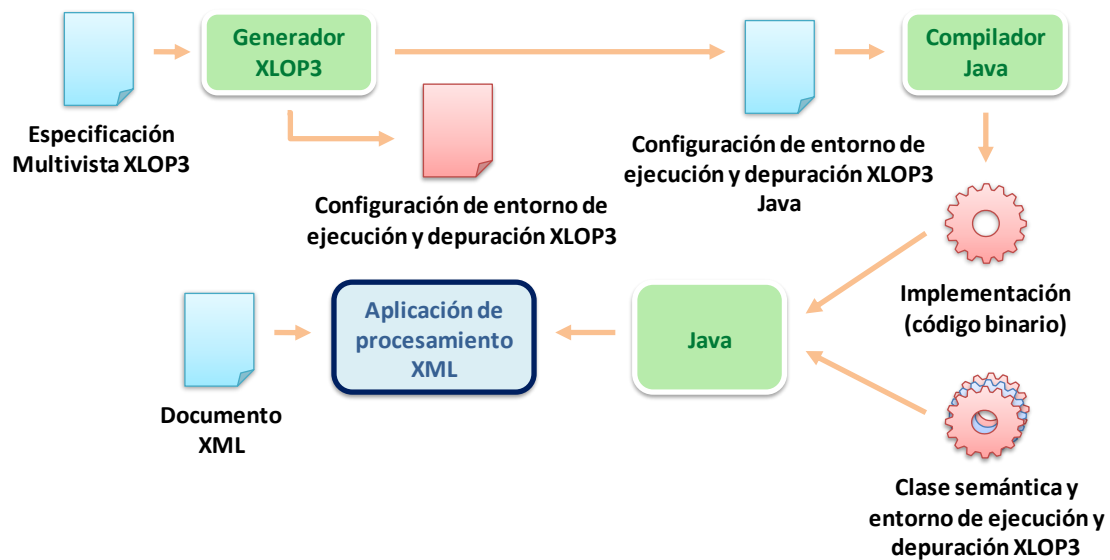 Generador
XLOP3
Compilador
Java
Especificación
Multivista XLOP3
Configuración de entorno de
ejecución y depuración XLOP3
Configuración de entorno de
ejecución y depuración XLOP3
Java
Implementación
(código binario)
Aplicación de
procesamiento
XML
Java
Documento
XML
Clase semántica y
entorno de ejecución y
depuración XLOP3